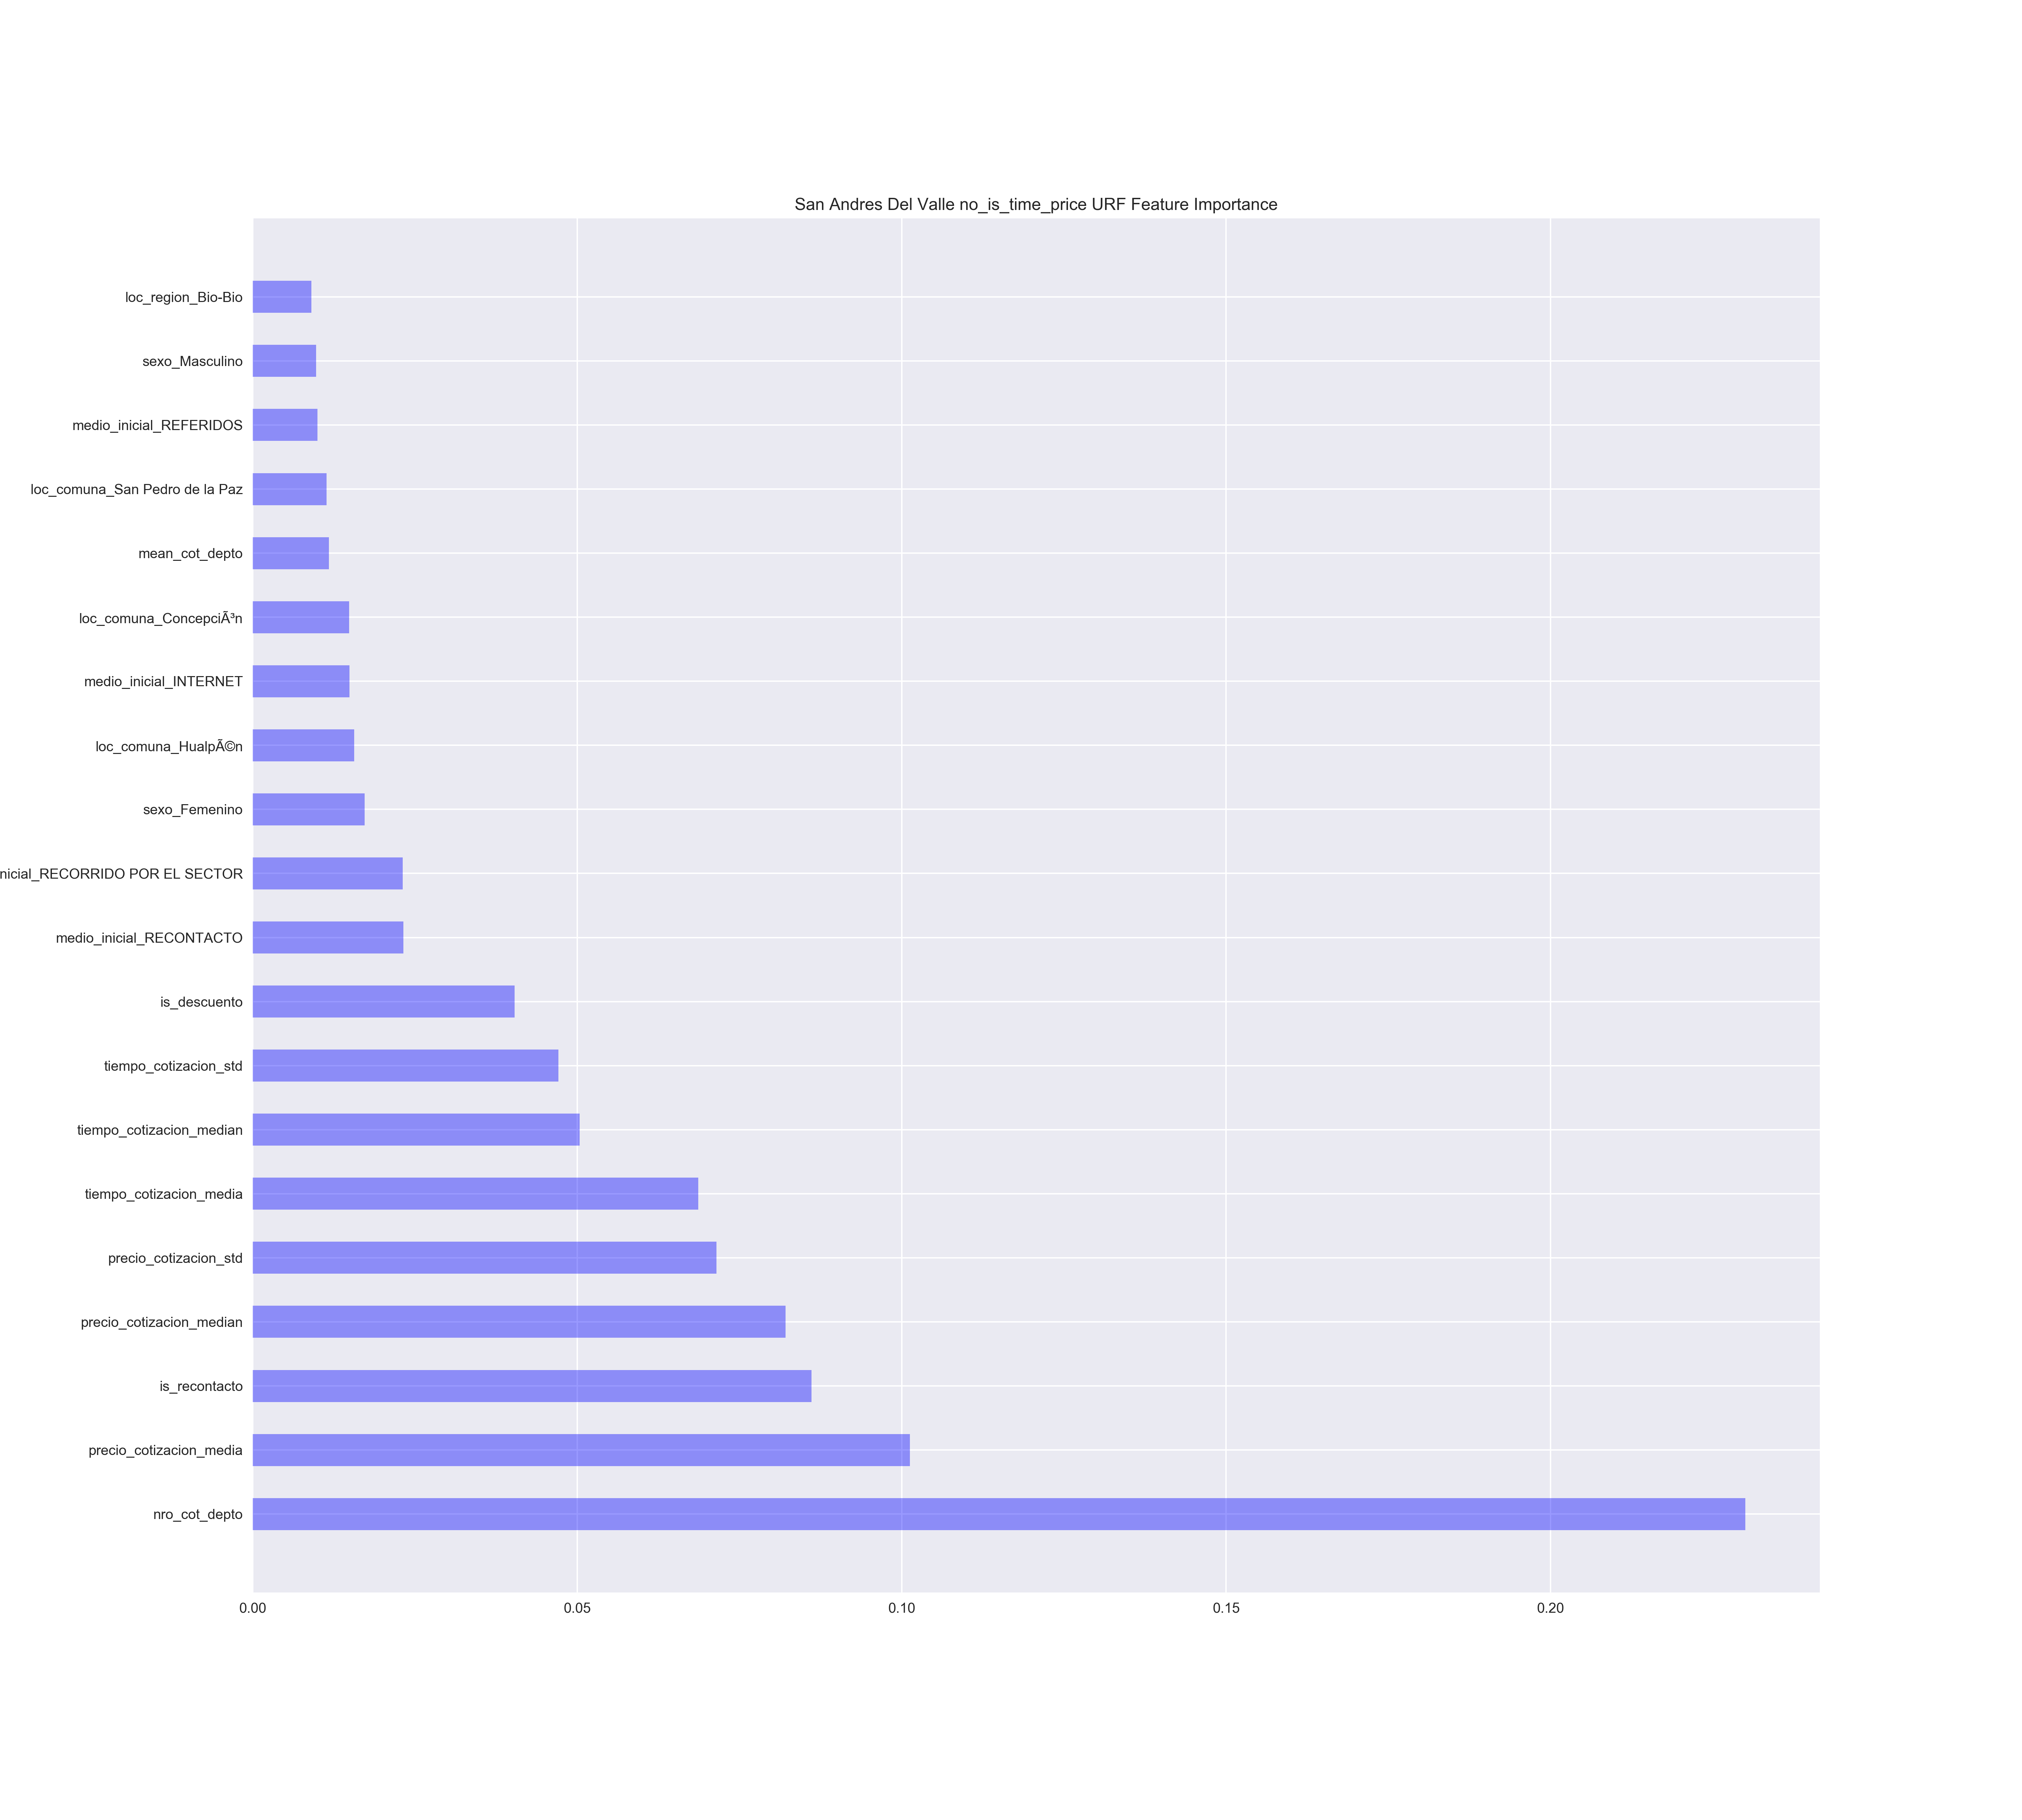 San Andres Del Valle no_is_time_price URF Feature Importance
loc_region_Bio-Bio
sexo_Masculino
medio_inicial_REFERIDOS
loc_comuna_San Pedro de la Paz
mean_cot_depto
loc_comuna_ConcepciÃ³n
medio_inicial_INTERNET
loc_comuna_HualpÃ©n
sexo_Femenino
nicial_RECORRIDO POR EL SECTOR
medio_inicial_RECONTACTO
is_descuento
tiempo_cotizacion_std
tiempo_cotizacion_median
tiempo_cotizacion_media
precio_cotizacion_std
precio_cotizacion_median
is_recontacto
precio_cotizacion_media
nro_cot_depto
0.00 0.05 0.10 0.15 0.20